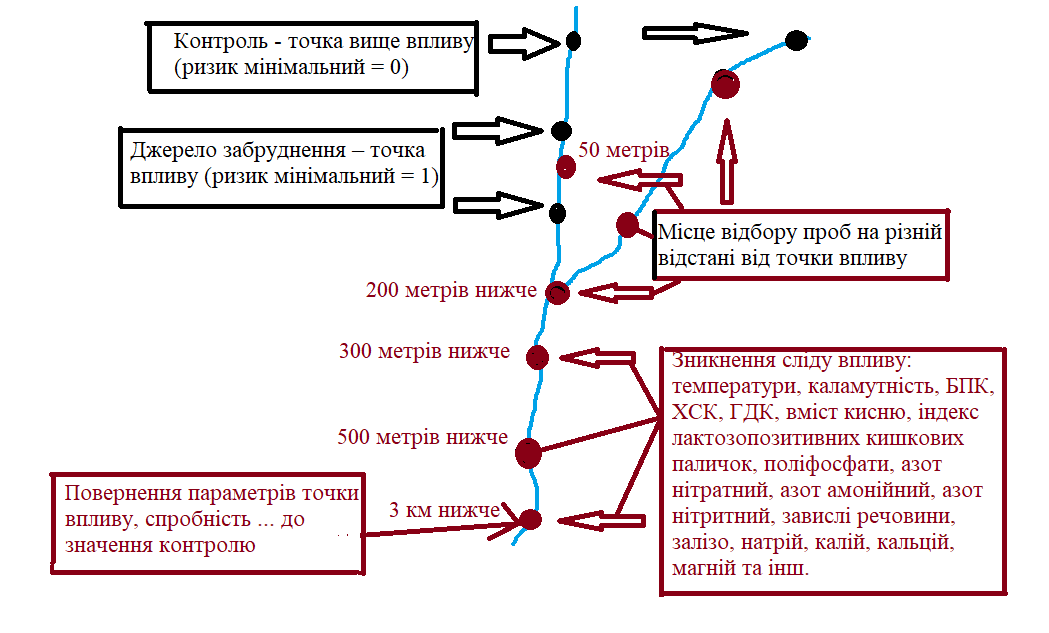 Контроль - точка вище впливу
(ризик мінімальний = 0)
Джерело забруднення – точка
впливу (ризик мінімальний = 1)
50 метрів
Місце відбору проб на різній
відстані від точки впливу
200 метрів нижче
300 метрів нижче
500 метрів нижче
3 км нижче
Зникнення сліду впливу:
температури, каламутність, БПК,
ХСК, ГДК, вміст кисню, індекс
лактозопозитивних кишкових
паличок, поліфосфати, азот
нітратний, азот амонійний, азот
нітритний, завислі речовини,
залізо, натрій, калій, кальцій,
магній та інш.
Повернення параметрів точки
впливу, спробність ... до
значення контролю